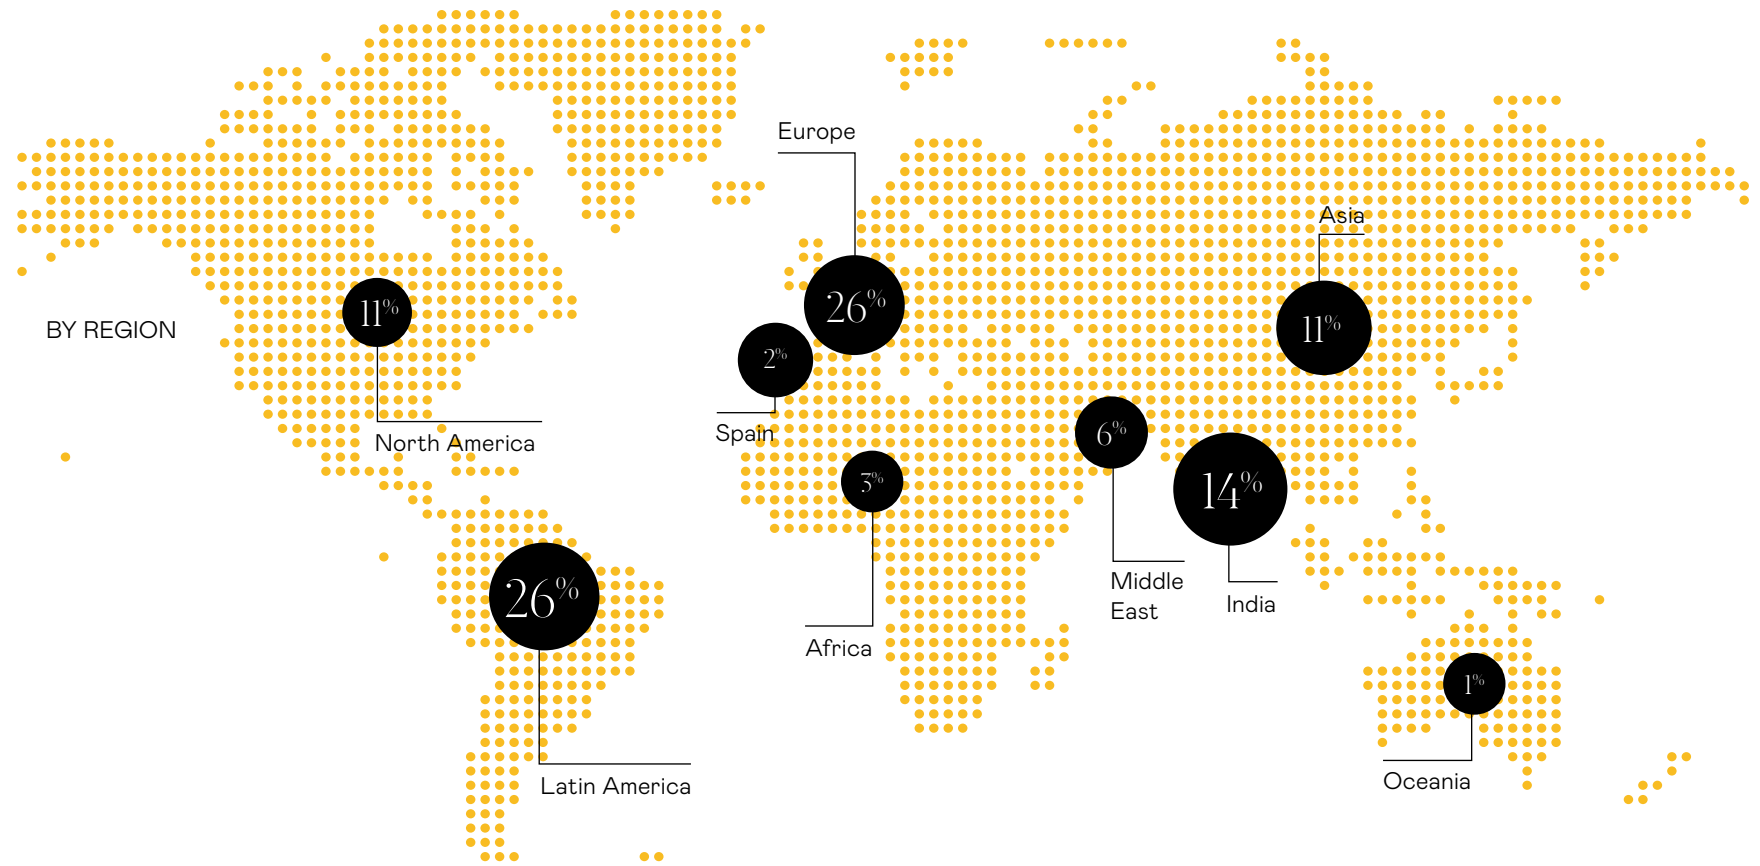 Europe
Asia
26%
11%
BY REGION
11%
2%
6%
Spain
North America
3%
14%
Middle
East
India
26%
Africa
1%
Oceania
Latin America